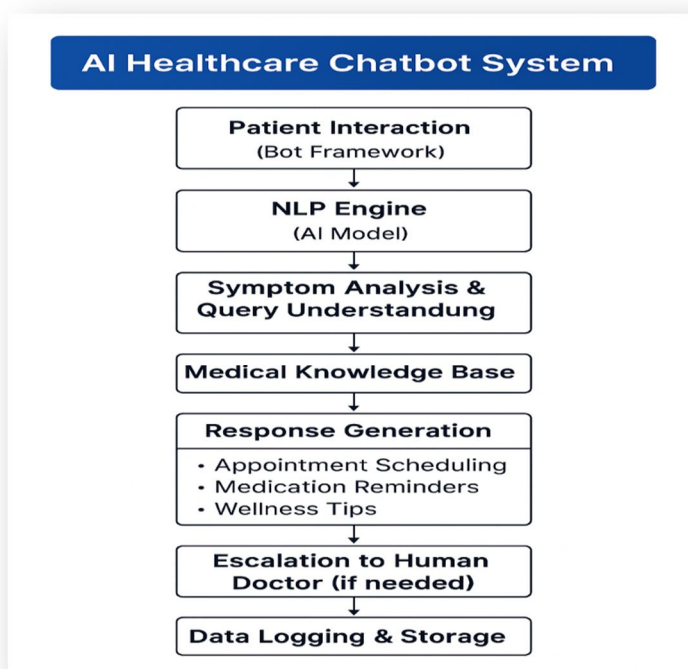 AI Healthcare Chatbot System
Patient Interaction
(Bot Framework)
NLP Engine
(AI Model)
Symptom Analysis &
Query Understandung
Medical Knowledge Base
Response Generation
• Appointment Scheduling
• Medication Reminders
• Wellness Tips
Escalation to Human
Doctor (if needed)
Data Logging & Storage